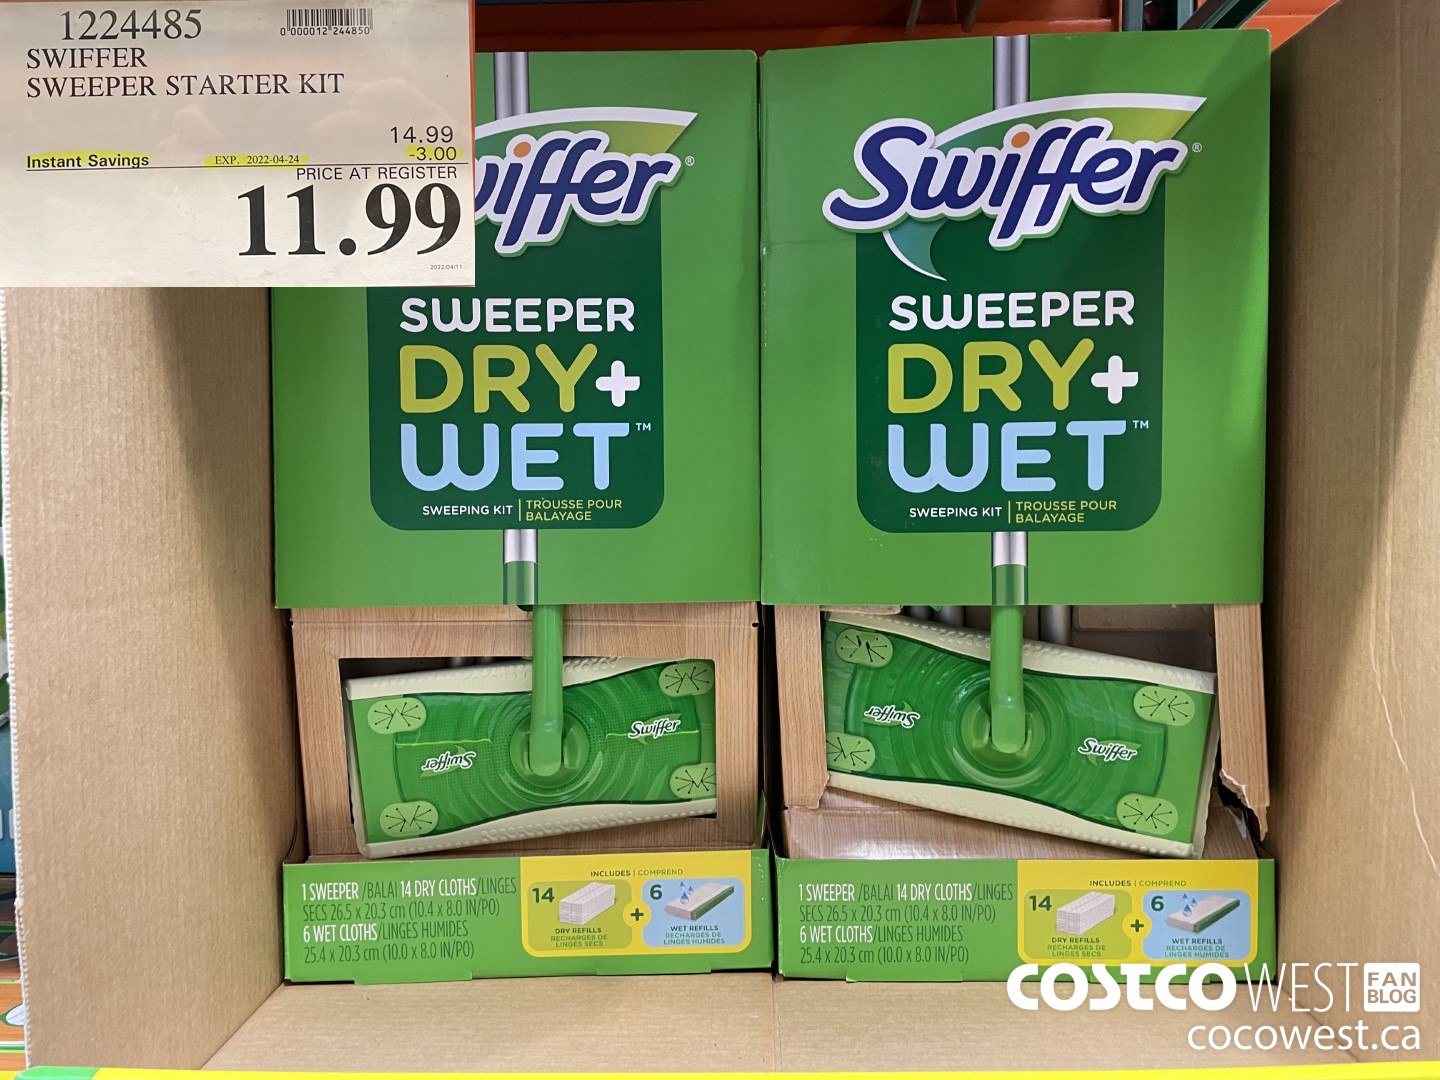 1224485
0 000012 244850
SWIFFER
SWEEPER STARTER KIT
14.99
Instant Savings EXP. 2022-04-24 -3.00
PRICE AT REGISTER
11.99
2022/04/11
Swiffer®
SWEEPER
DRY+
WET™
SWEEPING KIT | TROUSSE POUR
BALAYAGE
Swiffer
Swiffer
1 SWEEPER/BALAI 14 DRY CLOTHS/LINGES
SECS 26.5 x 20.3 cm (10.4 x 8.0 IN/PO)
6 WET CLOTHS/LINGES HUMIDES
25.4 x 20.3 cm (10.0 x 8.0 IN/PO)
INCLUDES | COMPREND
14 + 6
DRY REFILLS
RECHARGES DE
LINGES SECS
WET REFILLS
RECHARGES DE
LINGES HUMIDES
Swiffer®
SWEEPER
DRY+
WET™
SWEEPING KIT | TROUSSE POUR
BALAYAGE
Swiffer
Swiffer
1 SWEEPER/BALAI 14 DRY CLOTHS/LINGES
SECS 26.5 x 20.3 cm (10.4 x 8.0 IN/PO)
6 WET CLOTHS/LINGES HUMIDES
25.4 x 20.3 cm (10.0 x 8.0 IN/PO)
INCLUDES | COMPREND
14 + 6
DRY REFILLS
RECHARGES DE
LINGES SECS
WET REFILLS
RECHARGES DE
LINGES HUMIDES
COSTCO WEST FAN BLOG
cocowest.ca